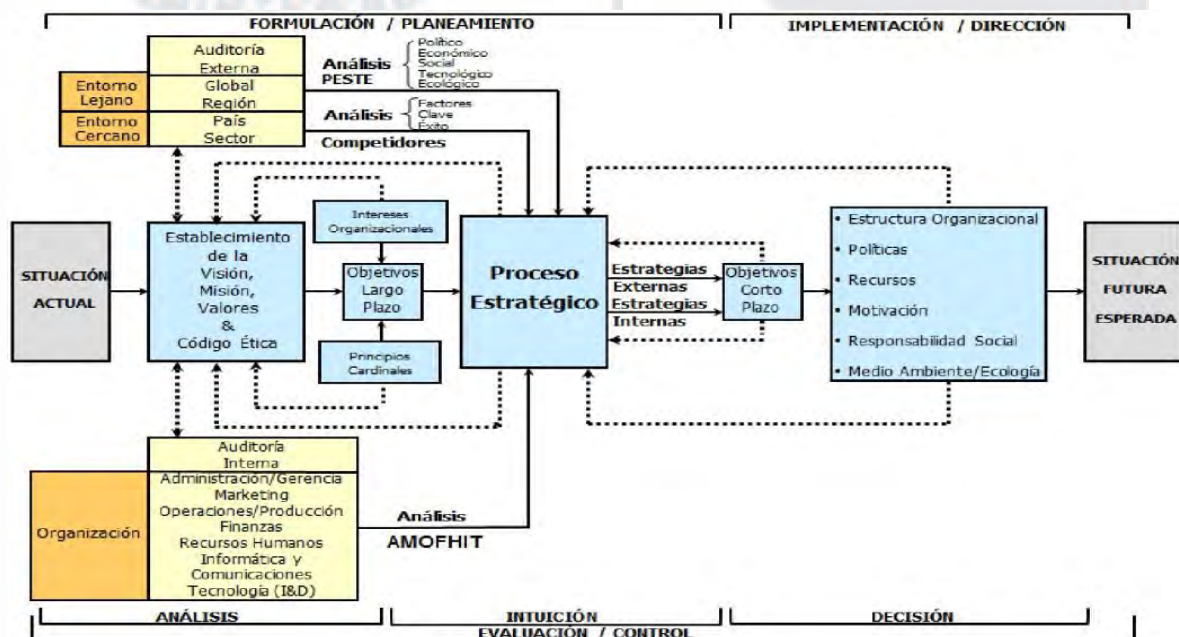 FORMULACIÓN / PLANEAMIENTO
IMPLEMENTACIÓN / DIRECCIÓN
Auditoría
Externa
Entorno
Lejano
Global
Región
Entorno
Cercano
País
Sector
Análisis
PESTE
Político
Económico
Social
Tecnológico
Ecológico
Análisis
Competidores
Factores
Clave
Éxito
SITUACIÓN
ACTUAL
Establecimiento
de la
Visión,
Misión,
Valores
&
Código Ética
Intereses
Organizacionales
Objetivos
Largo
Plazo
Principios
Cardinales
Proceso
Estratégico
Estrategias
Externas
Estrategias
Internas
Objetivos
Corto
Plazo
• Estructura Organizacional
• Políticas
• Recursos
• Motivación
• Responsabilidad Social
• Medio Ambiente/Ecología
SITUACIÓN
FUTURA
ESPERADA
Auditoría
Interna
Organización
Administración/Gerencia
Marketing
Operaciones/Producción
Finanzas
Recursos Humanos
Informática y
Comunicaciones
Tecnología (I&D)
Análisis
AMOFHIT
ANÁLISIS
INTUICIÓN
DECISIÓN
EVALUACIÓN / CONTROL